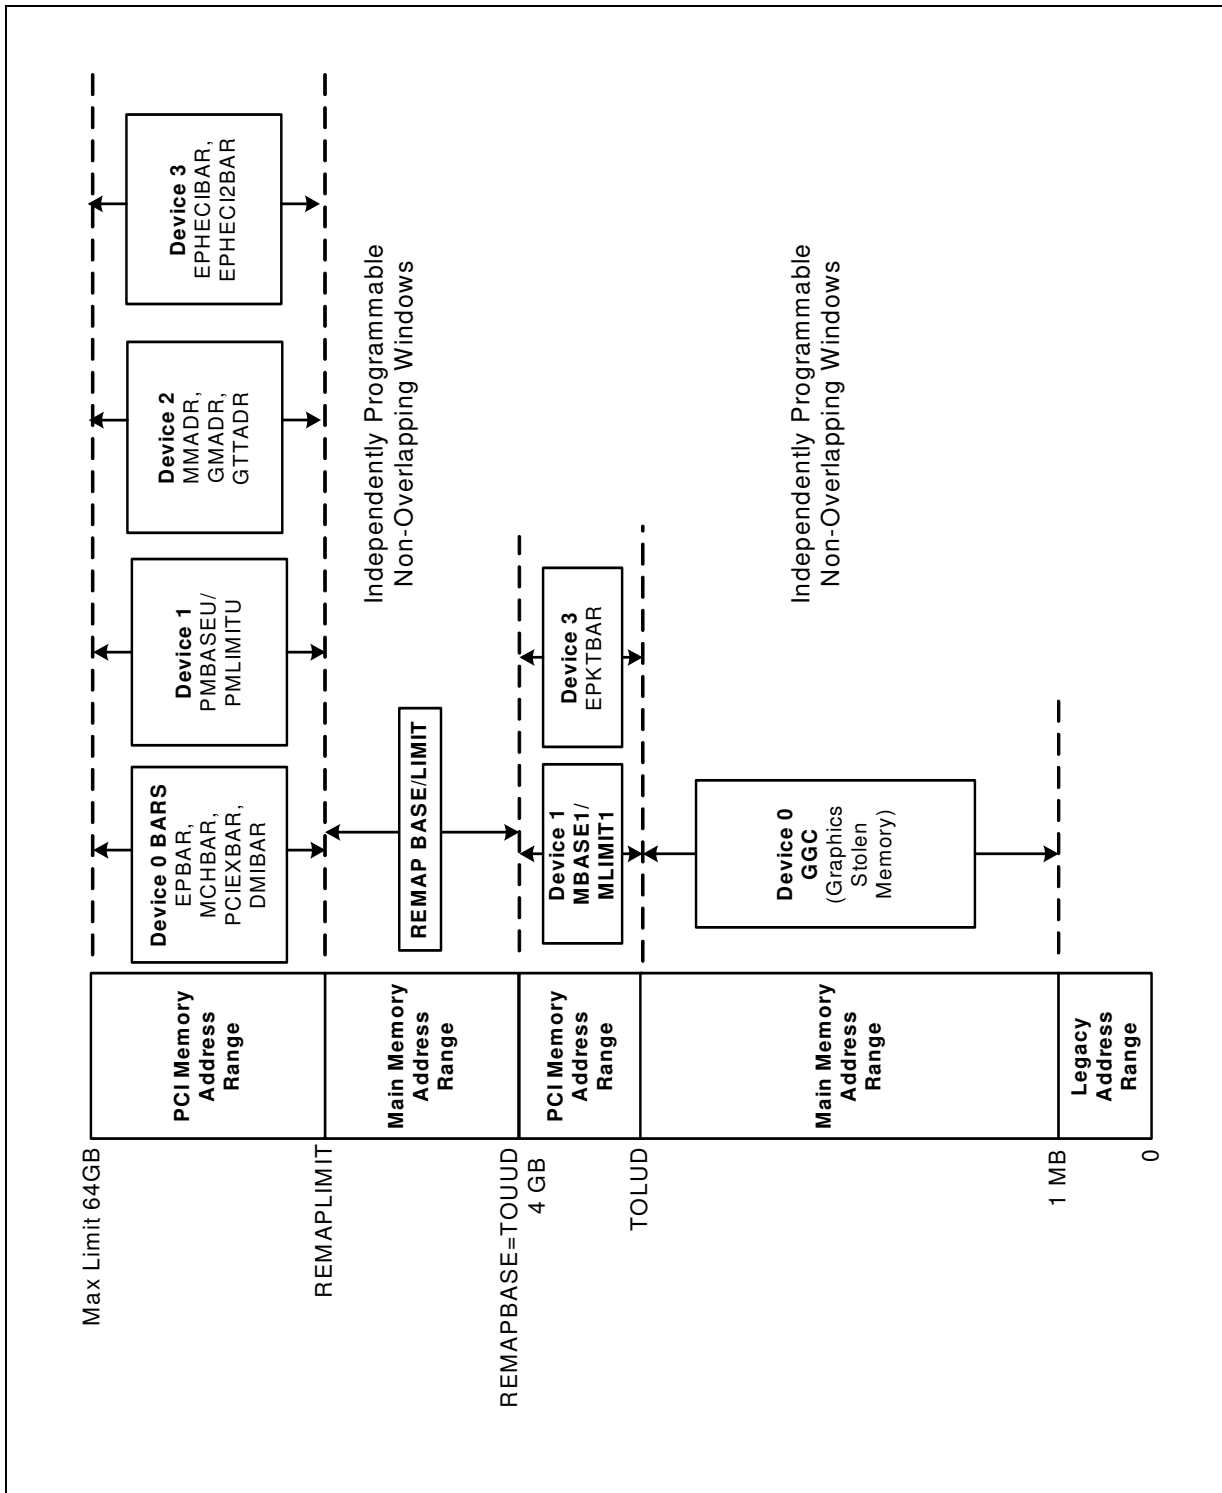 Max Limit 64GB
REMAPLIMIT
REMAPBASE=TOUUD
4 GB
TOLUD
1 MB
0
PCI Memory
Address
Range
Main Memory
Address
Range
PCI Memory
Address
Range
Main Memory
Address
Range
Legacy
Address
Range
Device 0 BARS
EPBAR,
MCHBAR,
PCIEXBAR,
DMIBAR
Device 1
PMBASEU/
PMLIMITU
Device 2
MMADR,
GMADR,
GTTADR
Device 3
EPHECIBAR,
EPHECI2BAR
REMAP BASE/LIMIT
Independently Programmable
Non-Overlapping Windows
Device 1
MBASE1/
MLIMIT1
Device 3
EPKTBAR
Device 0
GGC
(Graphics
Stolen
Memory)
Independently Programmable
Non-Overlapping Windows